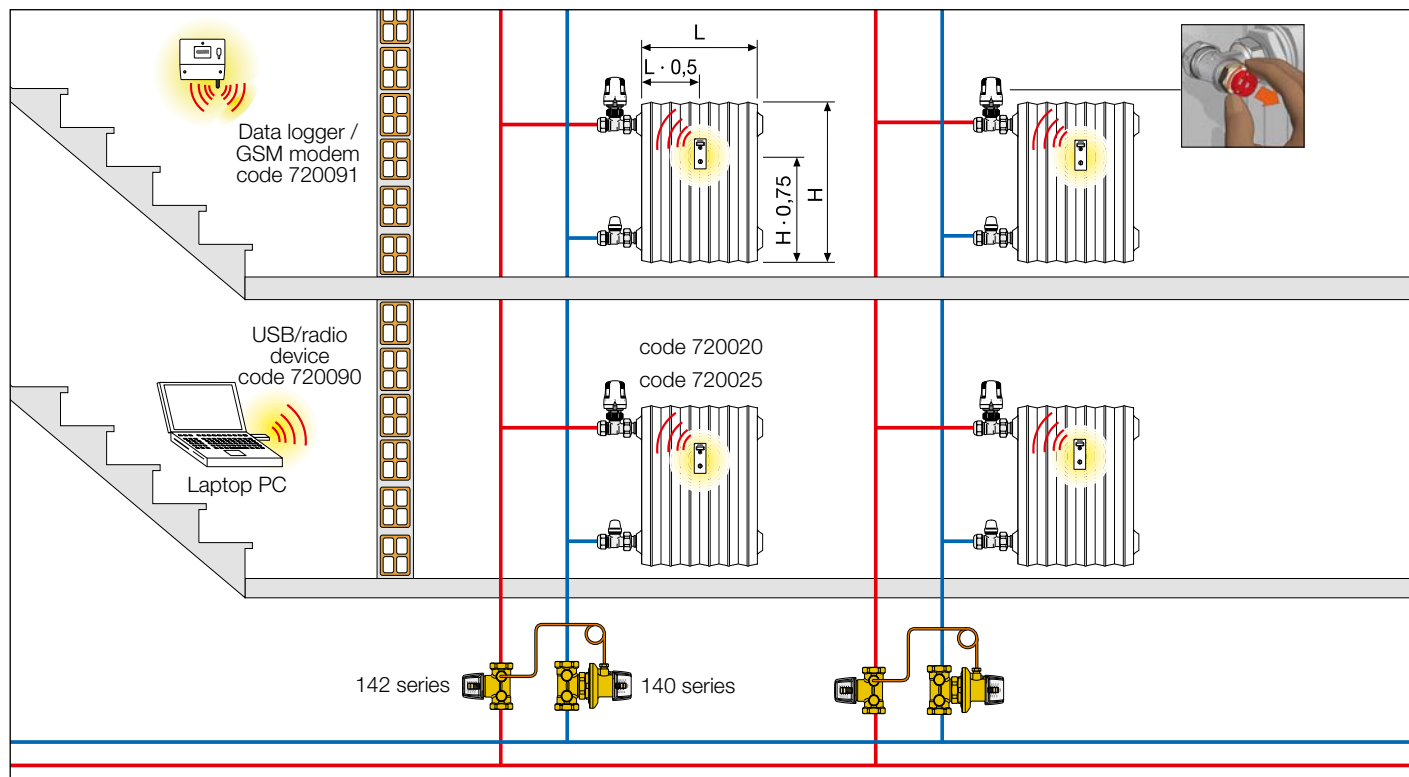 L
L · 0,5
H · 0,75
H
Data logger /
GSM modem
code 720091
USB/radio
device
code 720090
Laptop PC
code 720020
code 720025
142 series
140 series